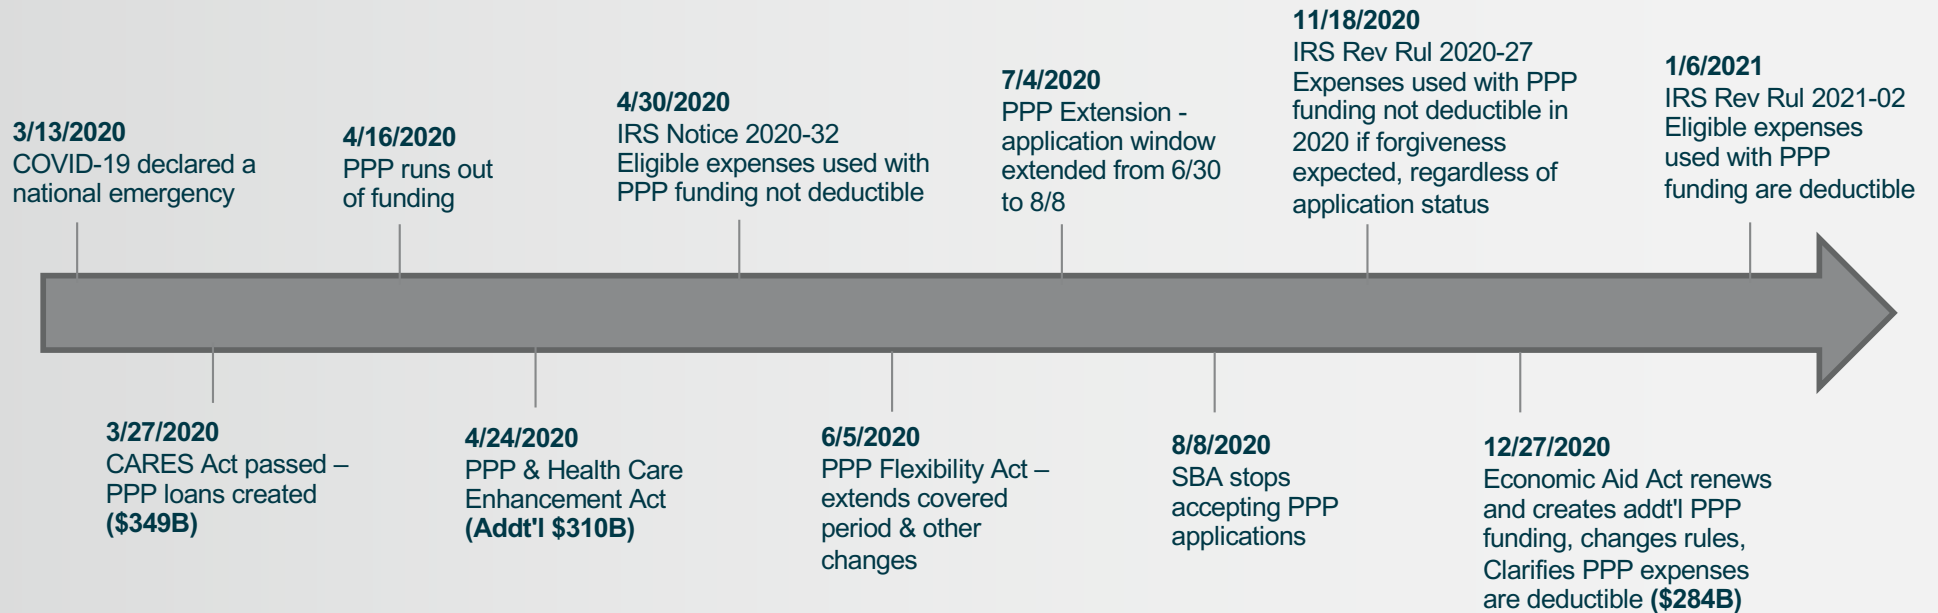 3/13/2020
COVID-19 declared a
national emergency
4/16/2020
PPP runs out
of funding
4/30/2020
IRS Notice 2020-32
Eligible expenses used with
PPP funding not deductible
7/4/2020
PPP Extension -
application window
extended from 6/30
to 8/8
11/18/2020
IRS Rev Rul 2020-27
Expenses used with PPP
funding not deductible in
2020 if forgiveness
expected, regardless of
application status
1/6/2021
IRS Rev Rul 2021-02
Eligible expenses
used with PPP
funding are deductible
3/27/2020
CARES Act passed –
PPP loans created
($349B)
4/24/2020
PPP & Health Care
Enhancement Act
(Addt'l $310B)
6/5/2020
PPP Flexibility Act –
extends covered
period & other
changes
8/8/2020
SBA stops
accepting PPP
applications
12/27/2020
Economic Aid Act renews
and creates addt'l PPP
funding, changes rules,
Clarifies PPP expenses
are deductible ($284B)